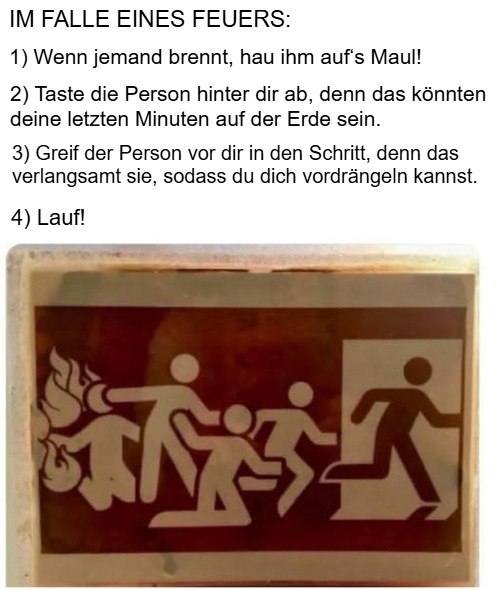 IM FALLE EINES FEUERS:
1) Wenn jemand brennt, hau ihm auf‘s Maul!
2) Taste die Person hinter dir ab, denn das könnten
deine letzten Minuten auf der Erde sein.
3) Greif der Person vor dir in den Schritt, denn das
verlangsamt sie, sodass du dich vordrängeln kannst.
4) Lauf!